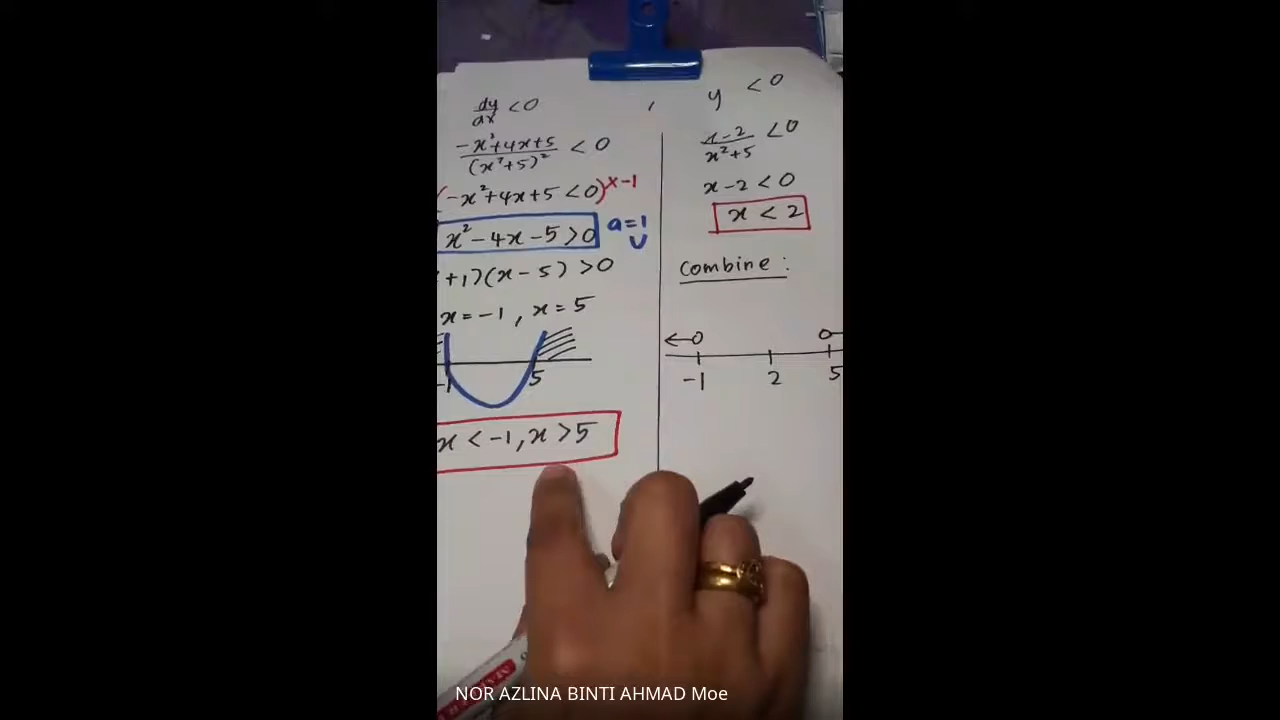 dy/dx < 0 ,
(-x²+4x+5)/(x²+5)² < 0
(-x²+4x+5 < 0) x-1
x² - 4x - 5 > 0 a = 1
+1)(x - 5) > 0
x = -1 , x = 5
-1 5
x < -1, x > 5
y < 0
(x-2)/(x²+5) < 0
x - 2 < 0
x < 2
Combine :
-1 2 5
NOR AZLINA BINTI AHMAD Moe